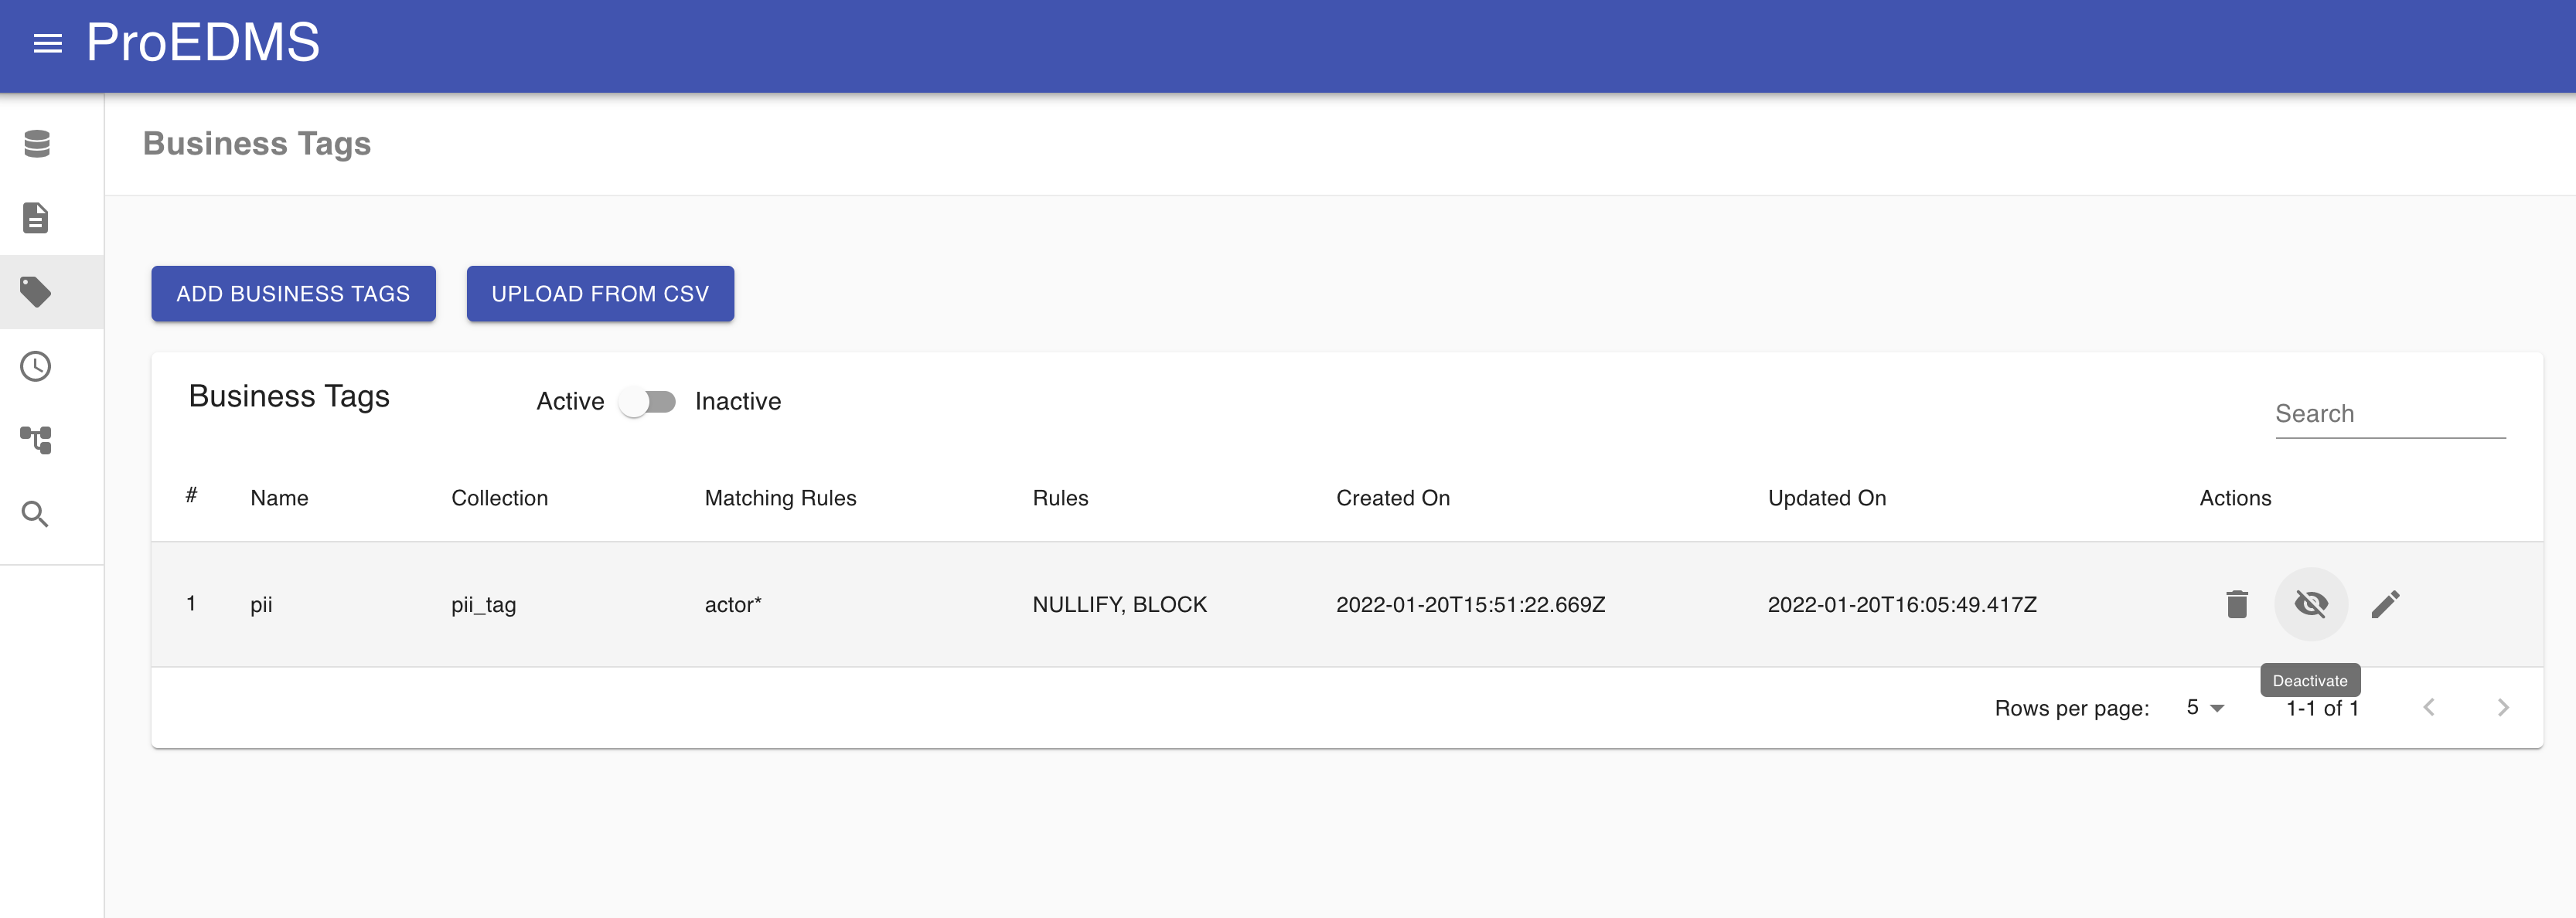 ProEDMS
Business Tags
ADD BUSINESS TAGS UPLOAD FROM CSV
Business Tags Active Inactive Search
# Name Collection Matching Rules Rules Created On Updated On Actions
1 pii pii_tag actor* NULLIFY, BLOCK 2022-01-20T15:51:22.669Z 2022-01-20T16:05:49.417Z
Deactivate
Rows per page: 5 1-1 of 1